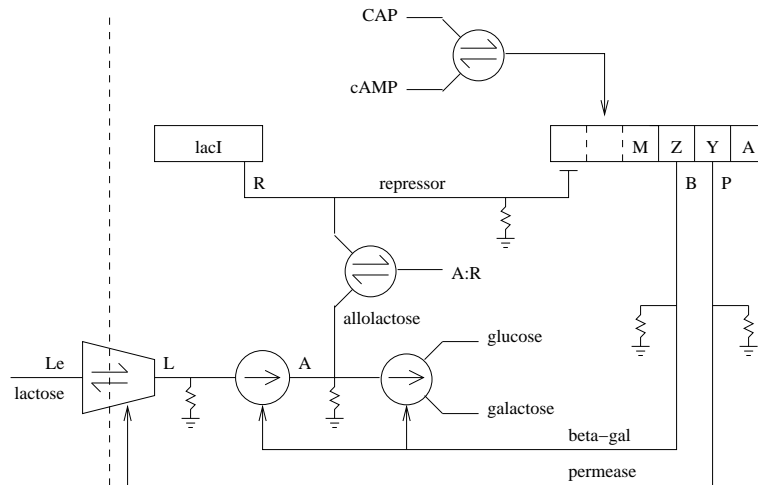 CAP
cAMP
lacI
M Z Y A
R
repressor
B P
A:R
allolactose
glucose
Le
L
A
lactose
galactose
beta−gal
permease